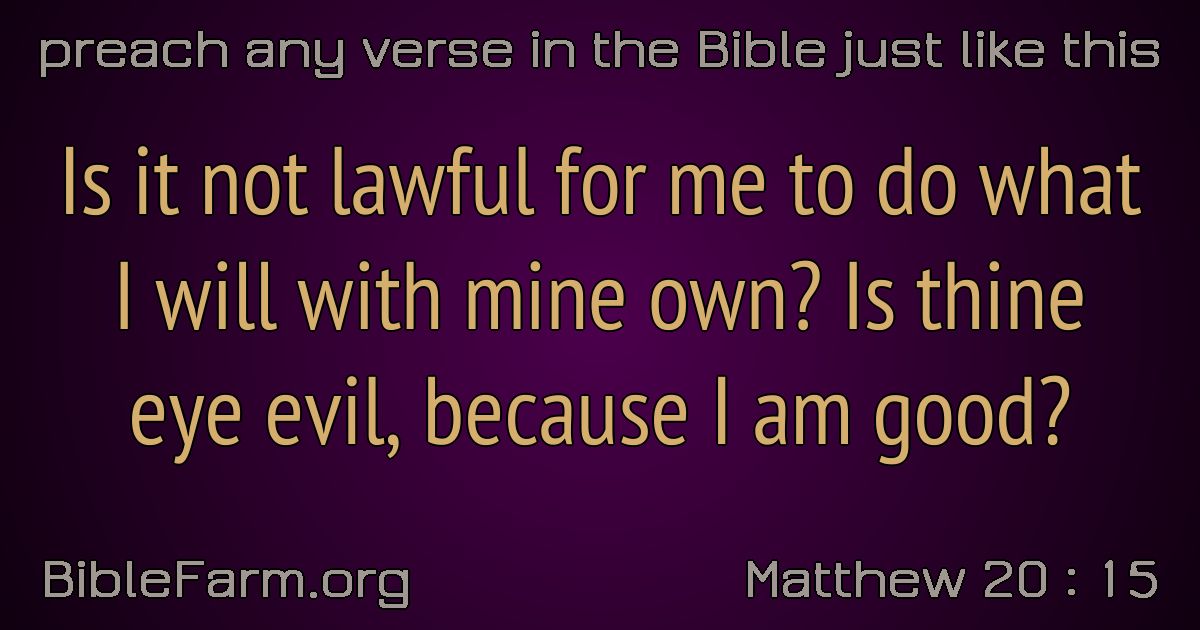 preach any verse in the Bible just like this
Is it not lawful for me to do what
I will with mine own? Is thine
eye evil, because I am good?
BibleFarm.org
Matthew 20 : 15